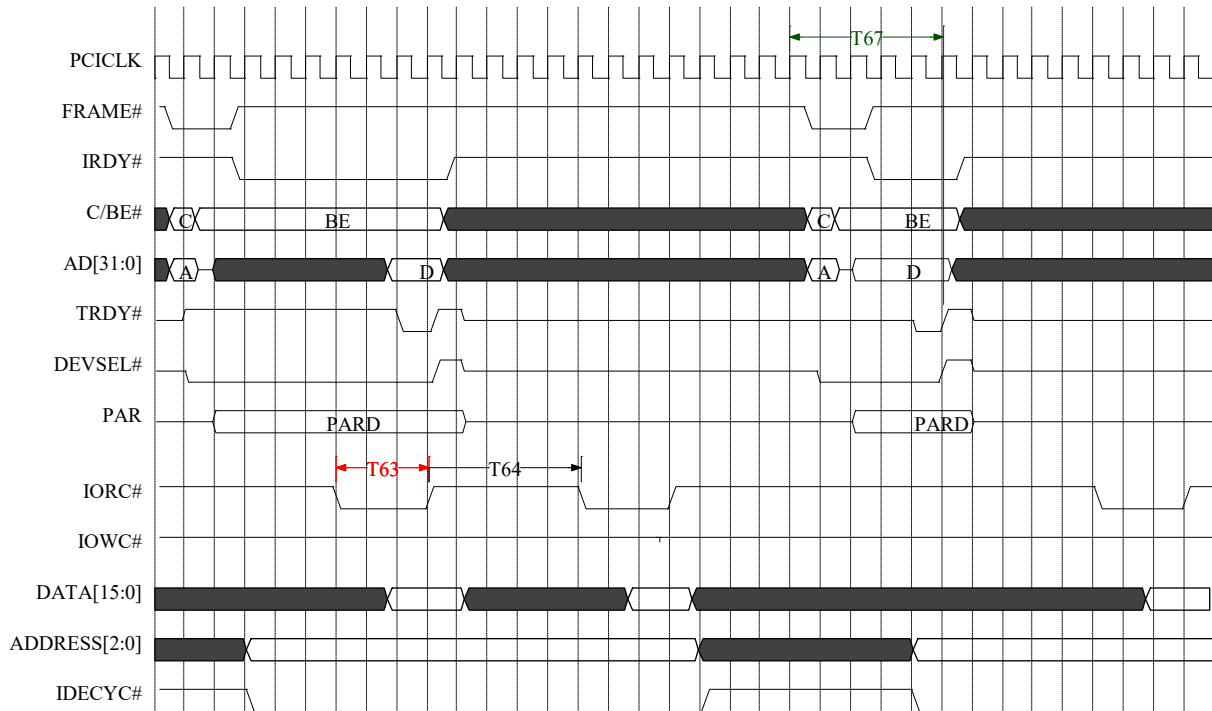 T67
PCICLK
FRAME#
IRDY#
C/BE#
C BE C BE
AD[31:0]
A D A D
TRDY#
DEVSEL#
PAR
PARD PARD
T63 T64
IORC#
IOWC#
DATA[15:0]
ADDRESS[2:0]
IDECYC#